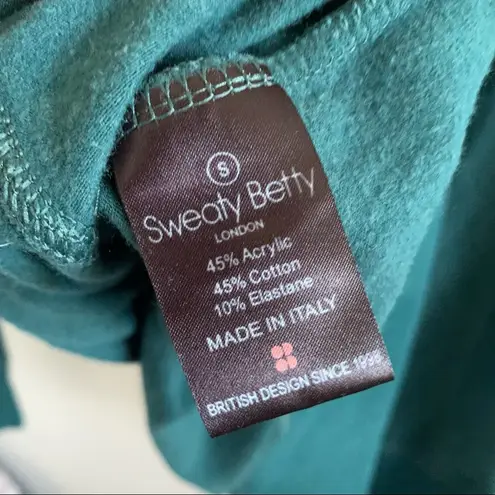 S
Sweaty Betty
LONDON
45% Acrylic
45% Cotton
10% Elastane
MADE IN ITALY
BRITISH DESIGN SINCE 1998